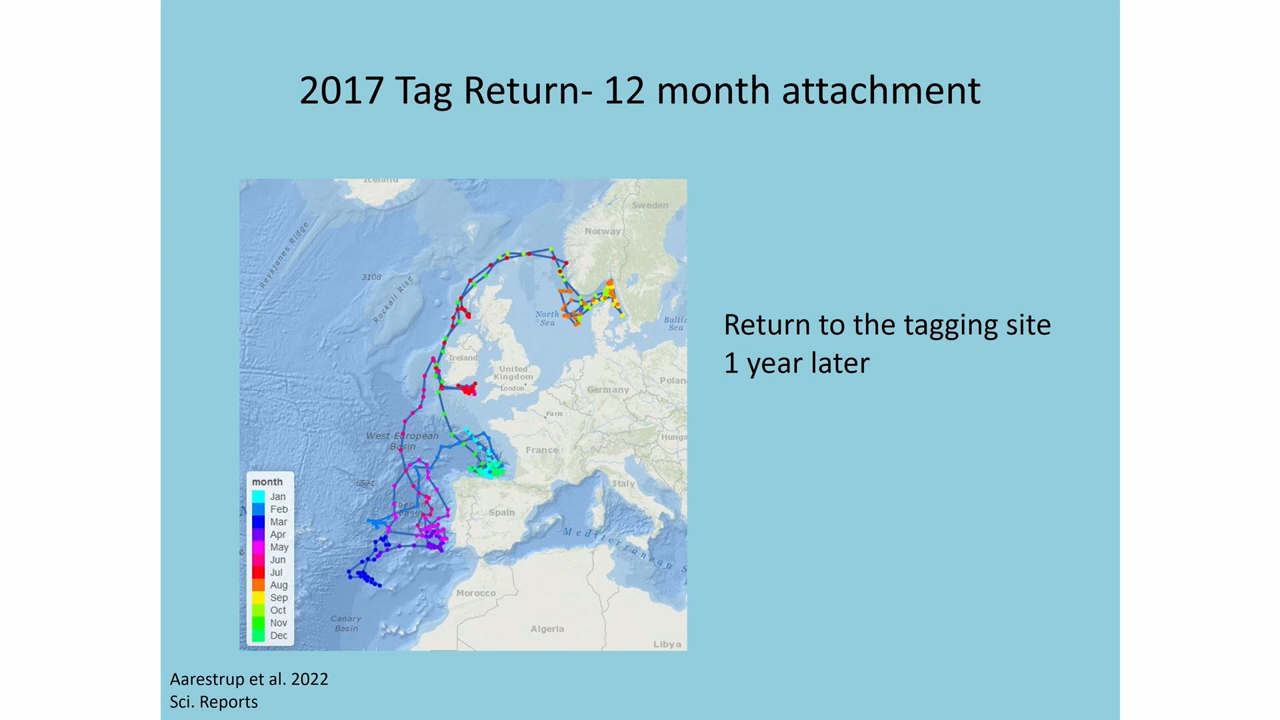 2017 Tag Return- 12 month attachment
Iceland
Sweden
Norway
Reykjanes Ridge
3108
Rockall Rise
North
Sea
Baltic
Sea
Ireland
United
Kingdom
London
Poland
Germany
Paris
West European
Basin
Hunga
France
Italy
Spain
Mediterranean S
Morocco
Canary
Basin
Algeria
Libya
month
Jan
Feb
Mar
Apr
May
Jun
Jul
Aug
Sep
Oct
Nov
Dec
Return to the tagging site
1 year later
Aarestrup et al. 2022
Sci. Reports